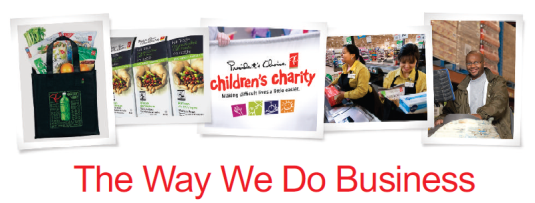 President's Choice
children's charity
making difficult lives a little easier.
The Way We Do Business